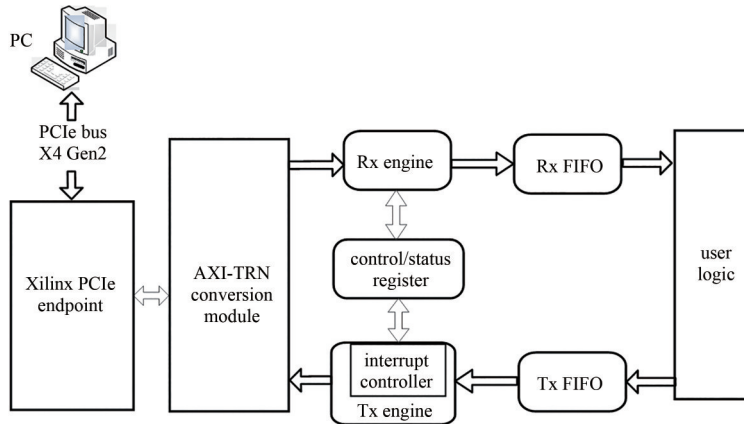 PC
PCIe bus
X4 Gen2
Xilinx PCIe
endpoint
AXI-TRN
conversion
module
Rx engine
Rx FIFO
control/status
register
interrupt
controller
Tx engine
Tx FIFO
user
logic